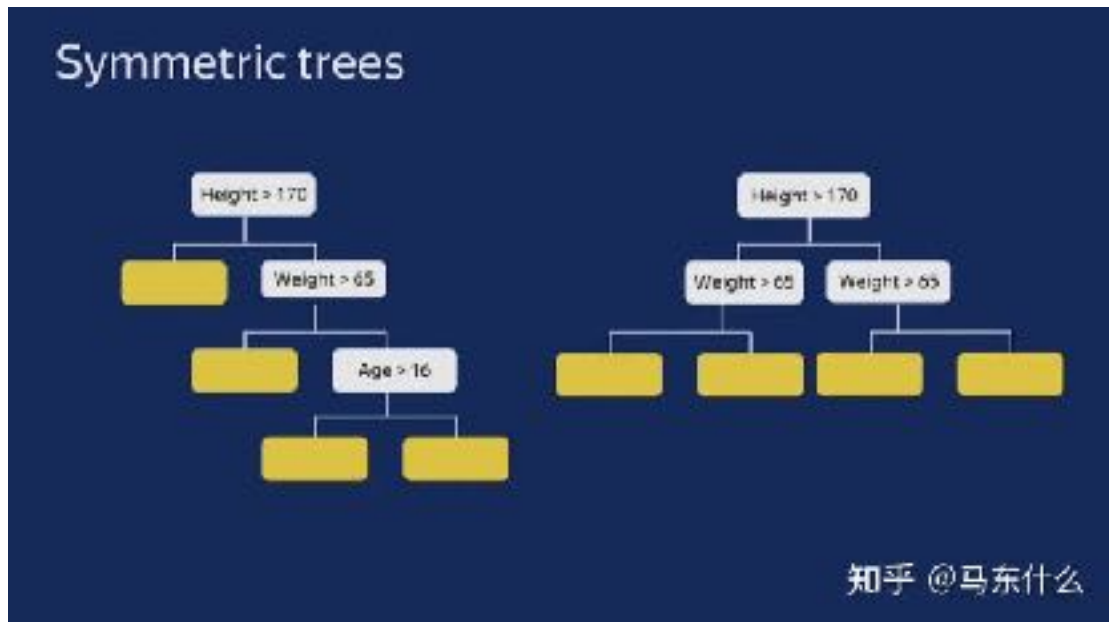 Symmetric trees
Height > 170
Weight > 65
Age > 16
Height > 170
Weight > 65
Weight > 65
知乎 @马东什么